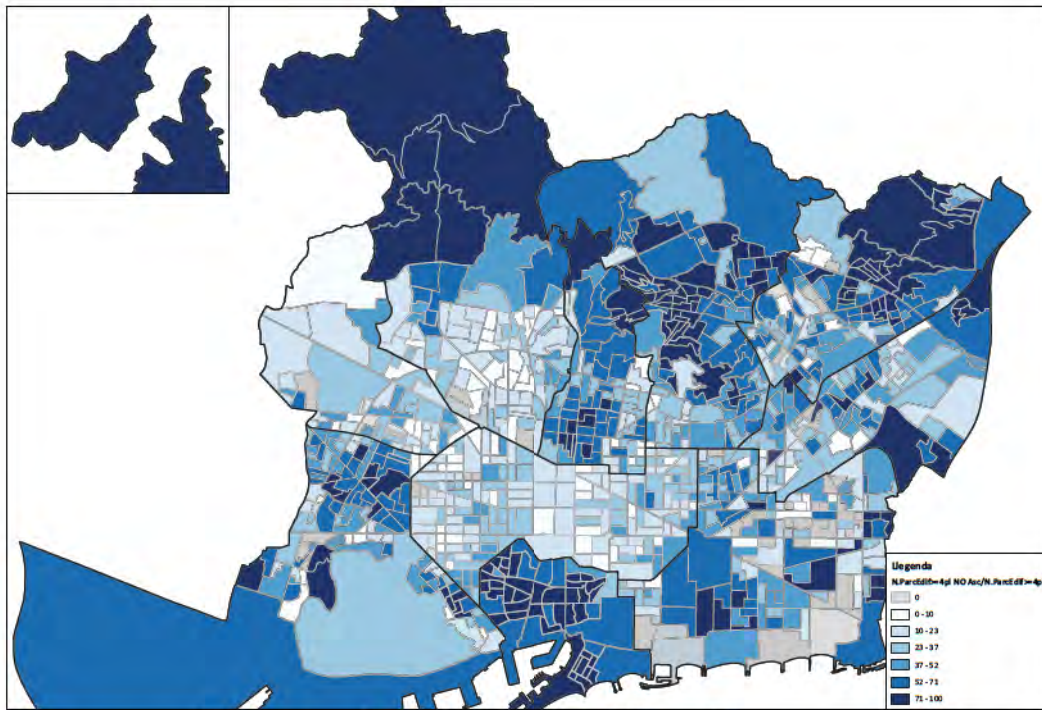 Llegenda
N.ParcEdif>=4pl NO Asc/N.ParcEdif>=4p
0
0 - 10
10 - 23
23 - 37
37 - 52
52 - 71
71 - 100